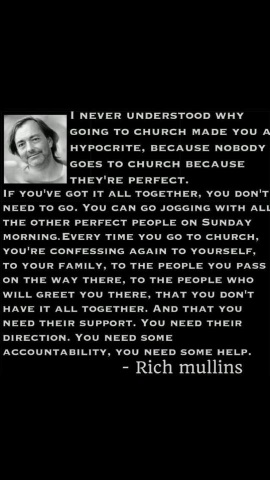 I never understood why
going to church made you a
hypocrite, because nobody
goes to church because
they're perfect.
If you've got it all together, you don't
need to go. You can go jogging with all
the other perfect people on Sunday
morning.Every time you go to church,
you're confessing again to yourself,
to your family, to the people you pass
on the way there, to the people who
will greet you there, that you don't
have it all together. And that you
need their support. You need their
direction. You need some
accountability, you need some help.
- Rich mullins